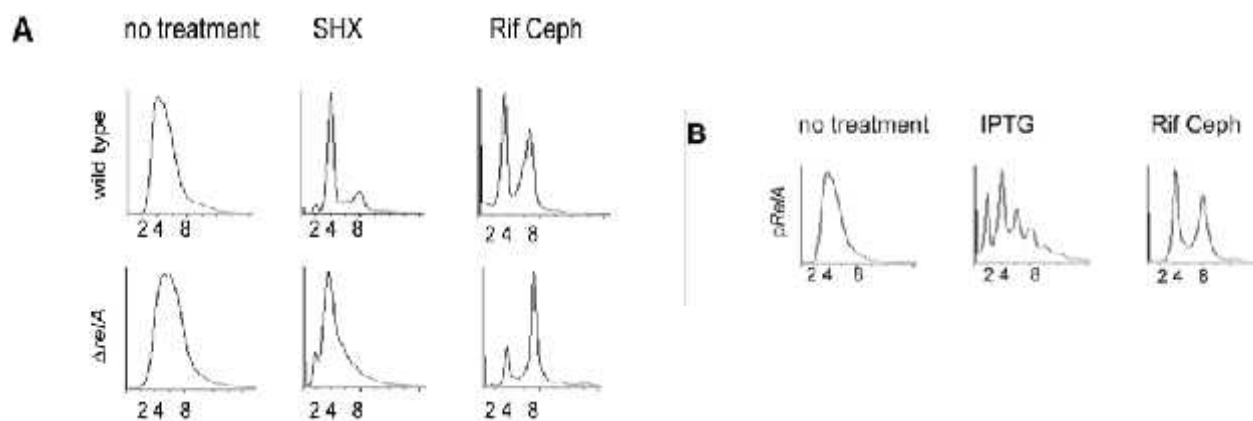 A
no treatment SHX Rif Ceph
wild type
2 4 8 2 4 8 2 4 8
ΔrelA
2 4 8 2 4 8 2 4 8
B
no treatment IPTG Rif Ceph
pRelA
2 4 8 2 4 8 2 4 8